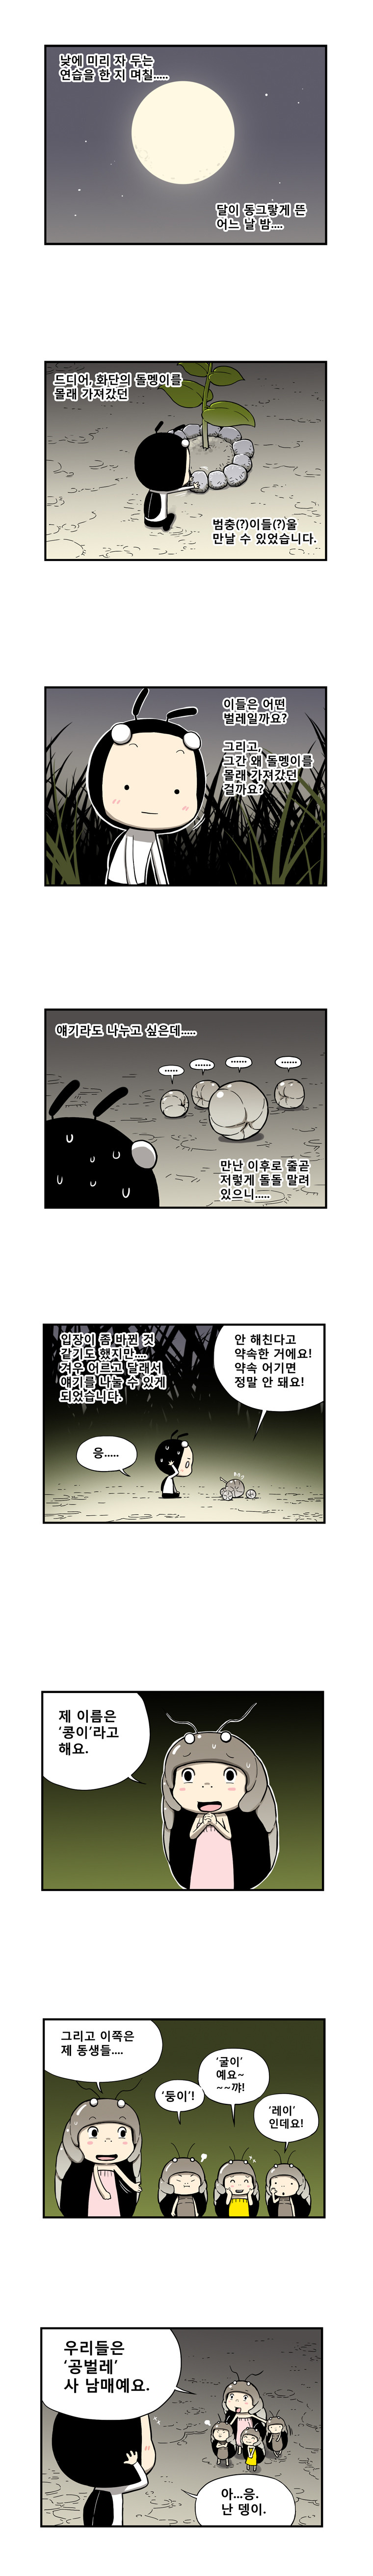 낮에 미리 자 두는
연습을 한 지 며칠.....
달이 동그랗게 뜬
어느 날 밤....
드디어, 화단의 돌멩이를
몰래 가져갔던
범충(?)이들(?)울
만날 수 있었습니다.
이들은 어떤
벌레일까요?
그리고,
그간 왜 돌멩이를
몰래 가져갔던
걸까요?
얘기라도 나누고 싶은데.....
.....
......
......
......
만난 이후로 줄곧
저렇게 돌돌 말려
있으니.....
입장이 좀 바뀐 것
같기도 했지만....
겨우 어르고 달래서
얘기를 나눌 수 있게
되었습니다.
안 해친다고
약속한 거에요!
약속 어기면
정말 안 돼요!
응.....
제 이름은
‘콩이’라고
해요.
그리고 이쪽은
제 동생들....
‘둥이’!
‘굴이’
예요~
~~꺄!
‘레이’
인데요!
우리들은
‘공벌레’
사 남매예요.
아...응.
난 뎅이.